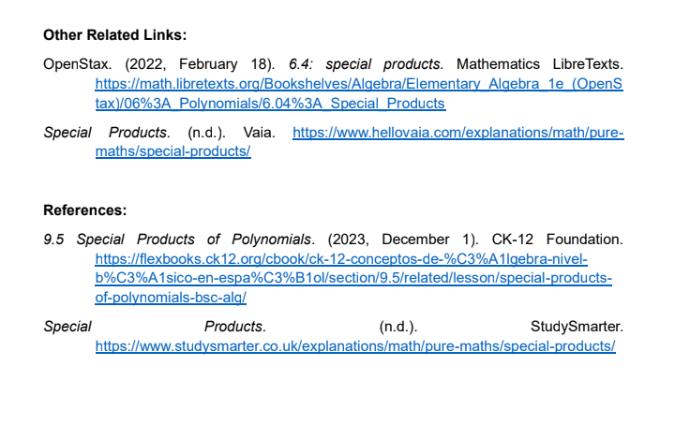 Other Related Links:
OpenStax. (2022, February 18). 6.4: special products. Mathematics LibreTexts.
https://math.libretexts.org/Bookshelves/Algebra/Elementary_Algebra_1e_(OpenS
tax)/06%3A_Polynomials/6.04%3A_Special_Products
Special Products. (n.d.). Vaia. https://www.hellovaia.com/explanations/math/pure-
maths/special-products/
References:
9.5 Special Products of Polynomials. (2023, December 1). CK-12 Foundation.
https://flexbooks.ck12.org/cbook/ck-12-conceptos-de-%C3%A1lgebra-nivel-
b%C3%A1sico-en-espa%C3%B1ol/section/9.5/related/lesson/special-products-
of-polynomials-bsc-alg/
Special Products. (n.d.). StudySmarter.
https://www.studysmarter.co.uk/explanations/math/pure-maths/special-products/